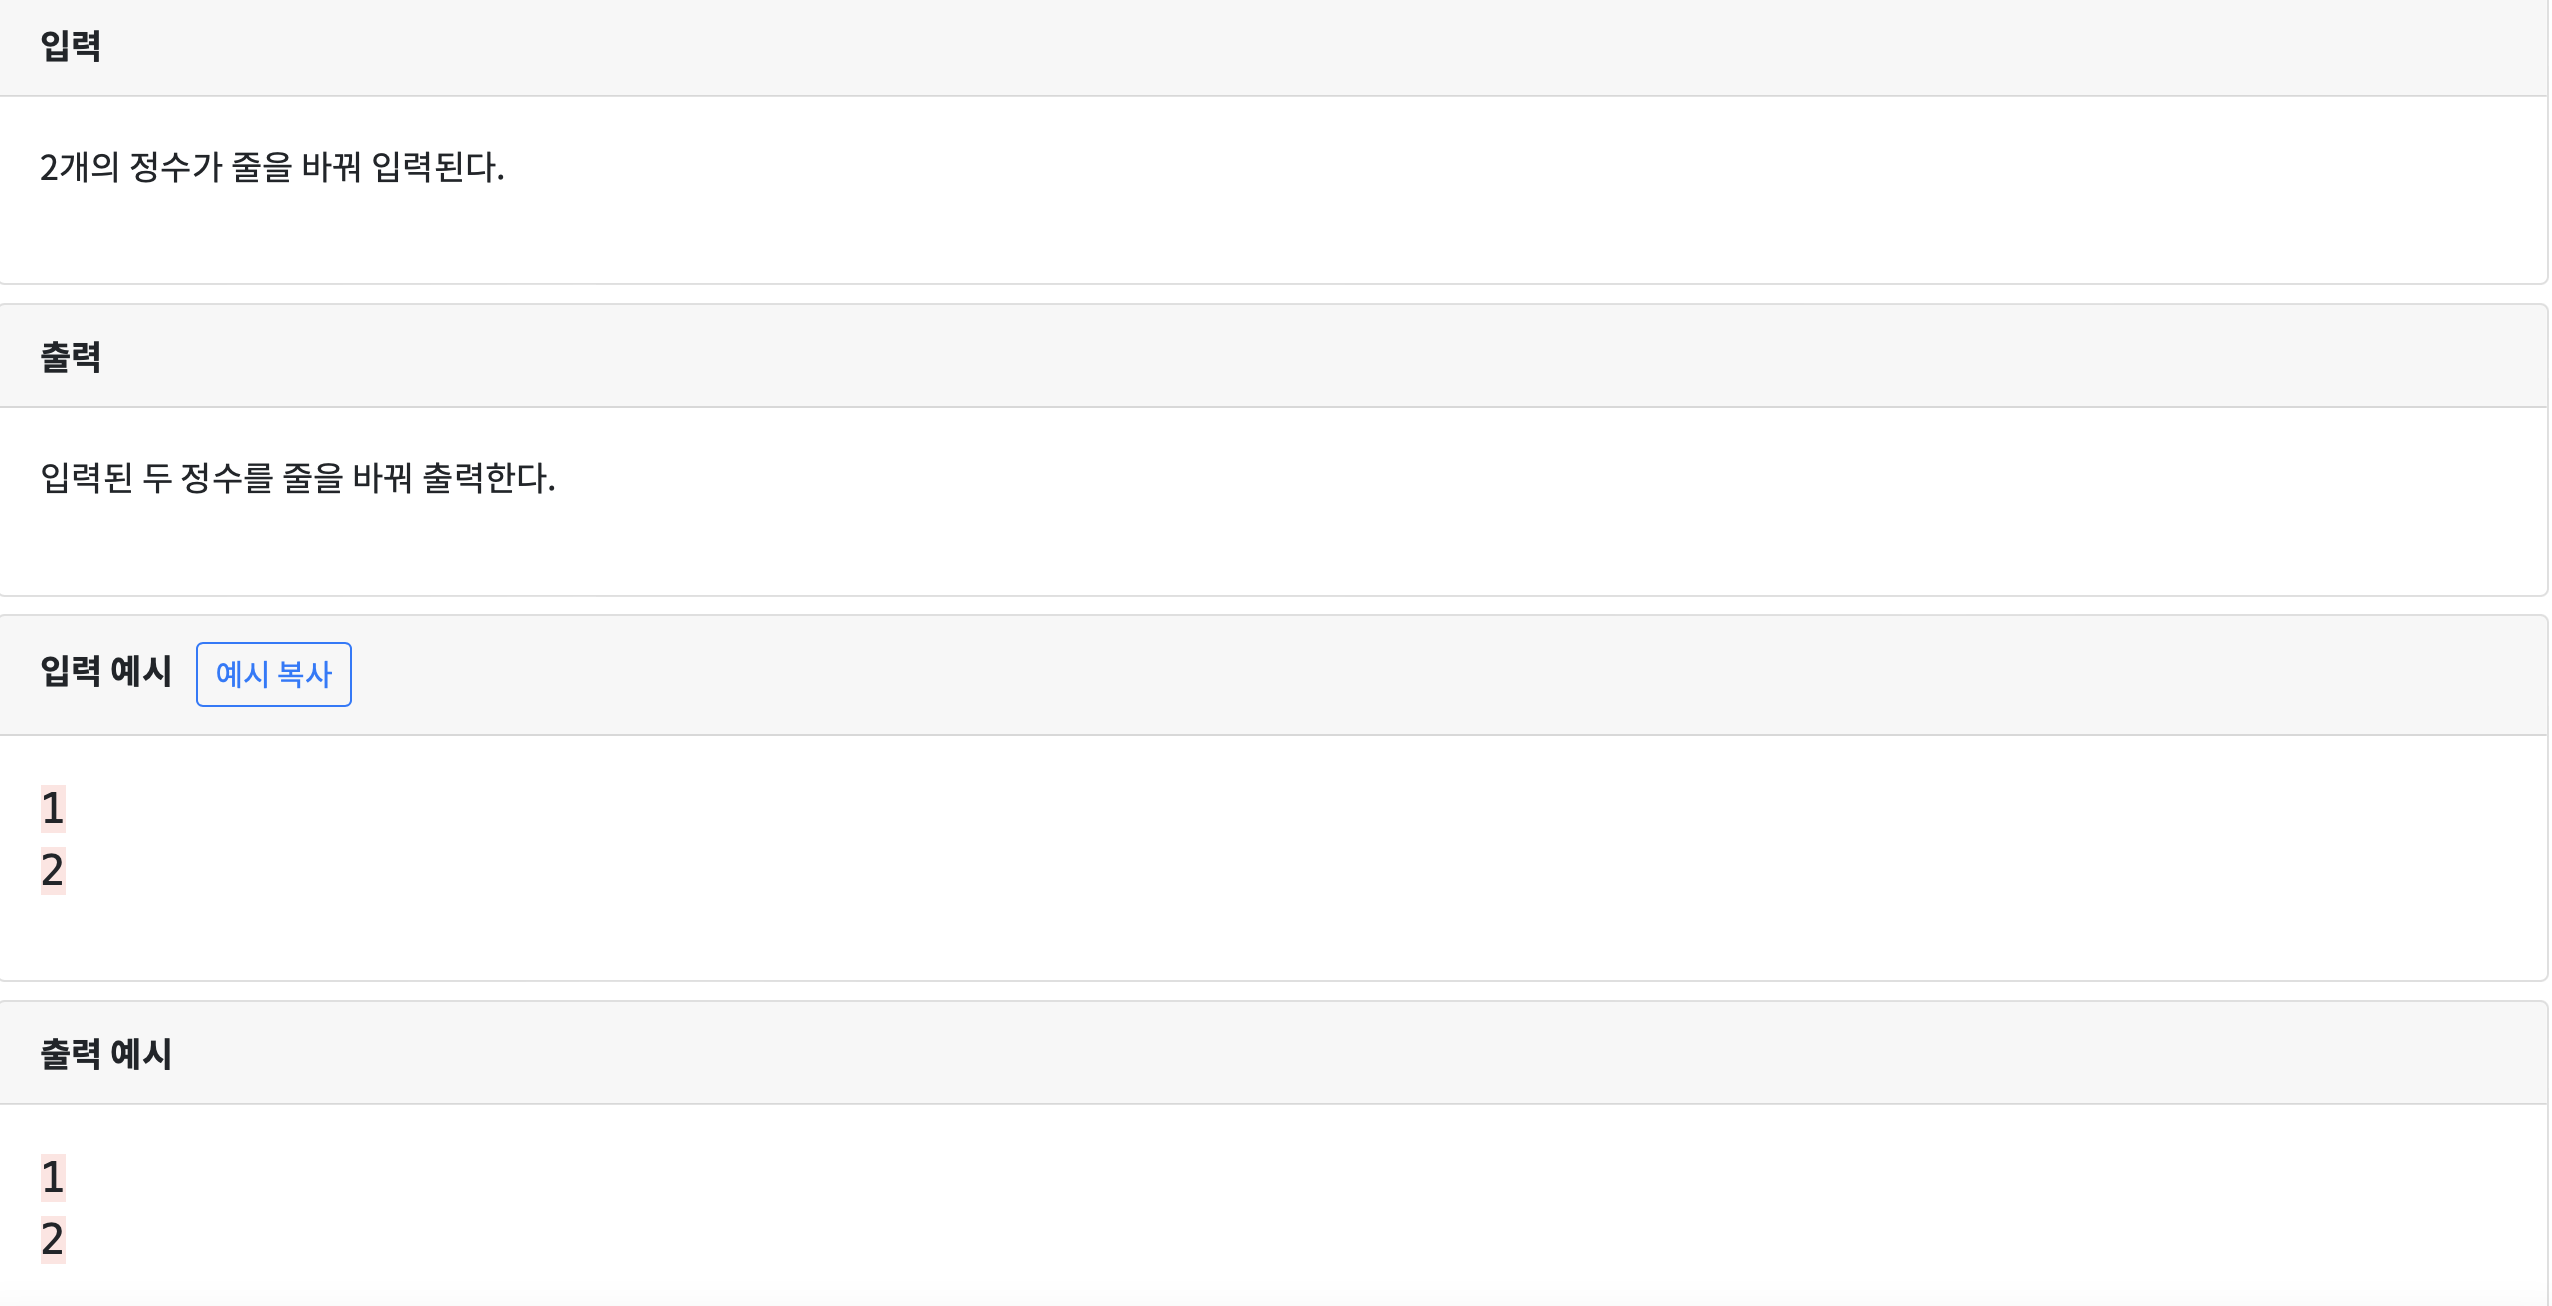 입력
2개의 정수가 줄을 바꿔 입력된다.
출력
입력된 두 정수를 줄을 바꿔 출력한다.
입력 예시 예시 복사
1
2
출력 예시
1
2